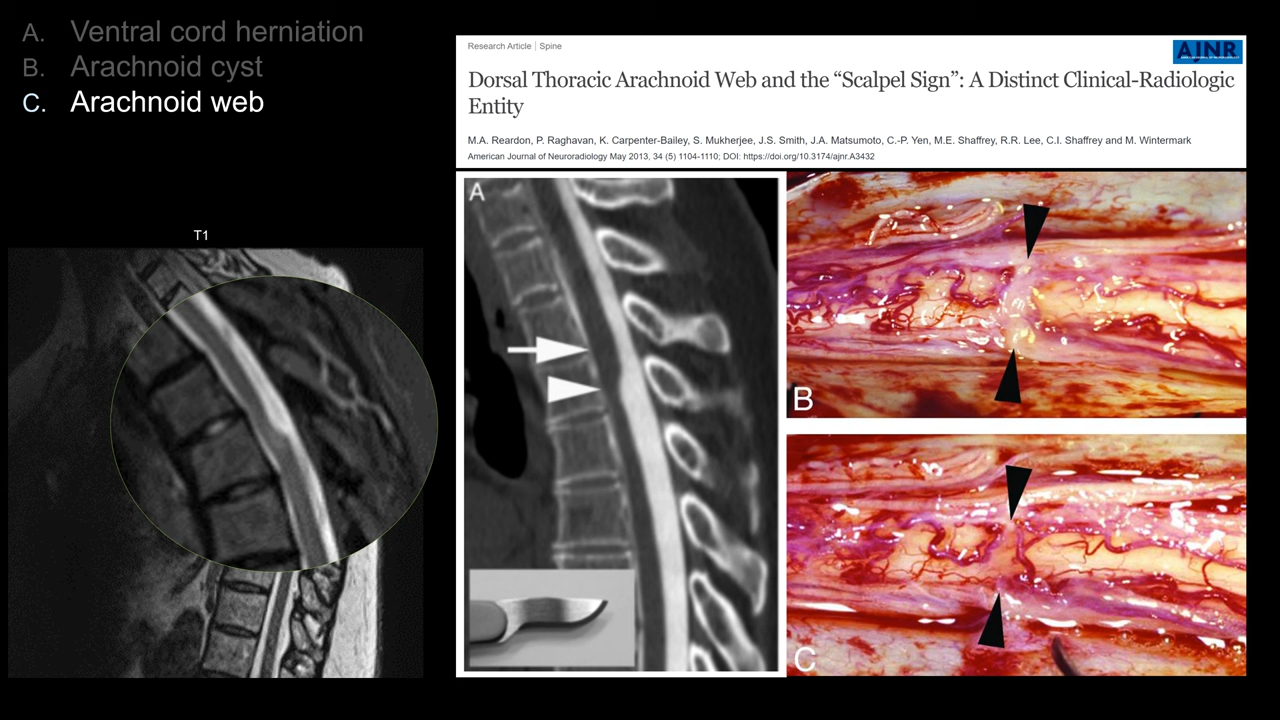 A. Ventral cord herniation
B. Arachnoid cyst
C. Arachnoid web
Research Article | Spine
AJNR
Dorsal Thoracic Arachnoid Web and the “Scalpel Sign”: A Distinct Clinical-Radiologic
Entity
M.A. Reardon, P. Raghavan, K. Carpenter-Bailey, S. Mukherjee, J.S. Smith, J.A. Matsumoto, C.-P. Yen, M.E. Shaffrey, R.R. Lee, C.I. Shaffrey and M. Wintermark
American Journal of Neuroradiology May 2013, 34 (5) 1104-1110; DOI: https://doi.org/10.3174/ajnr.A3432
T1
A
B
C